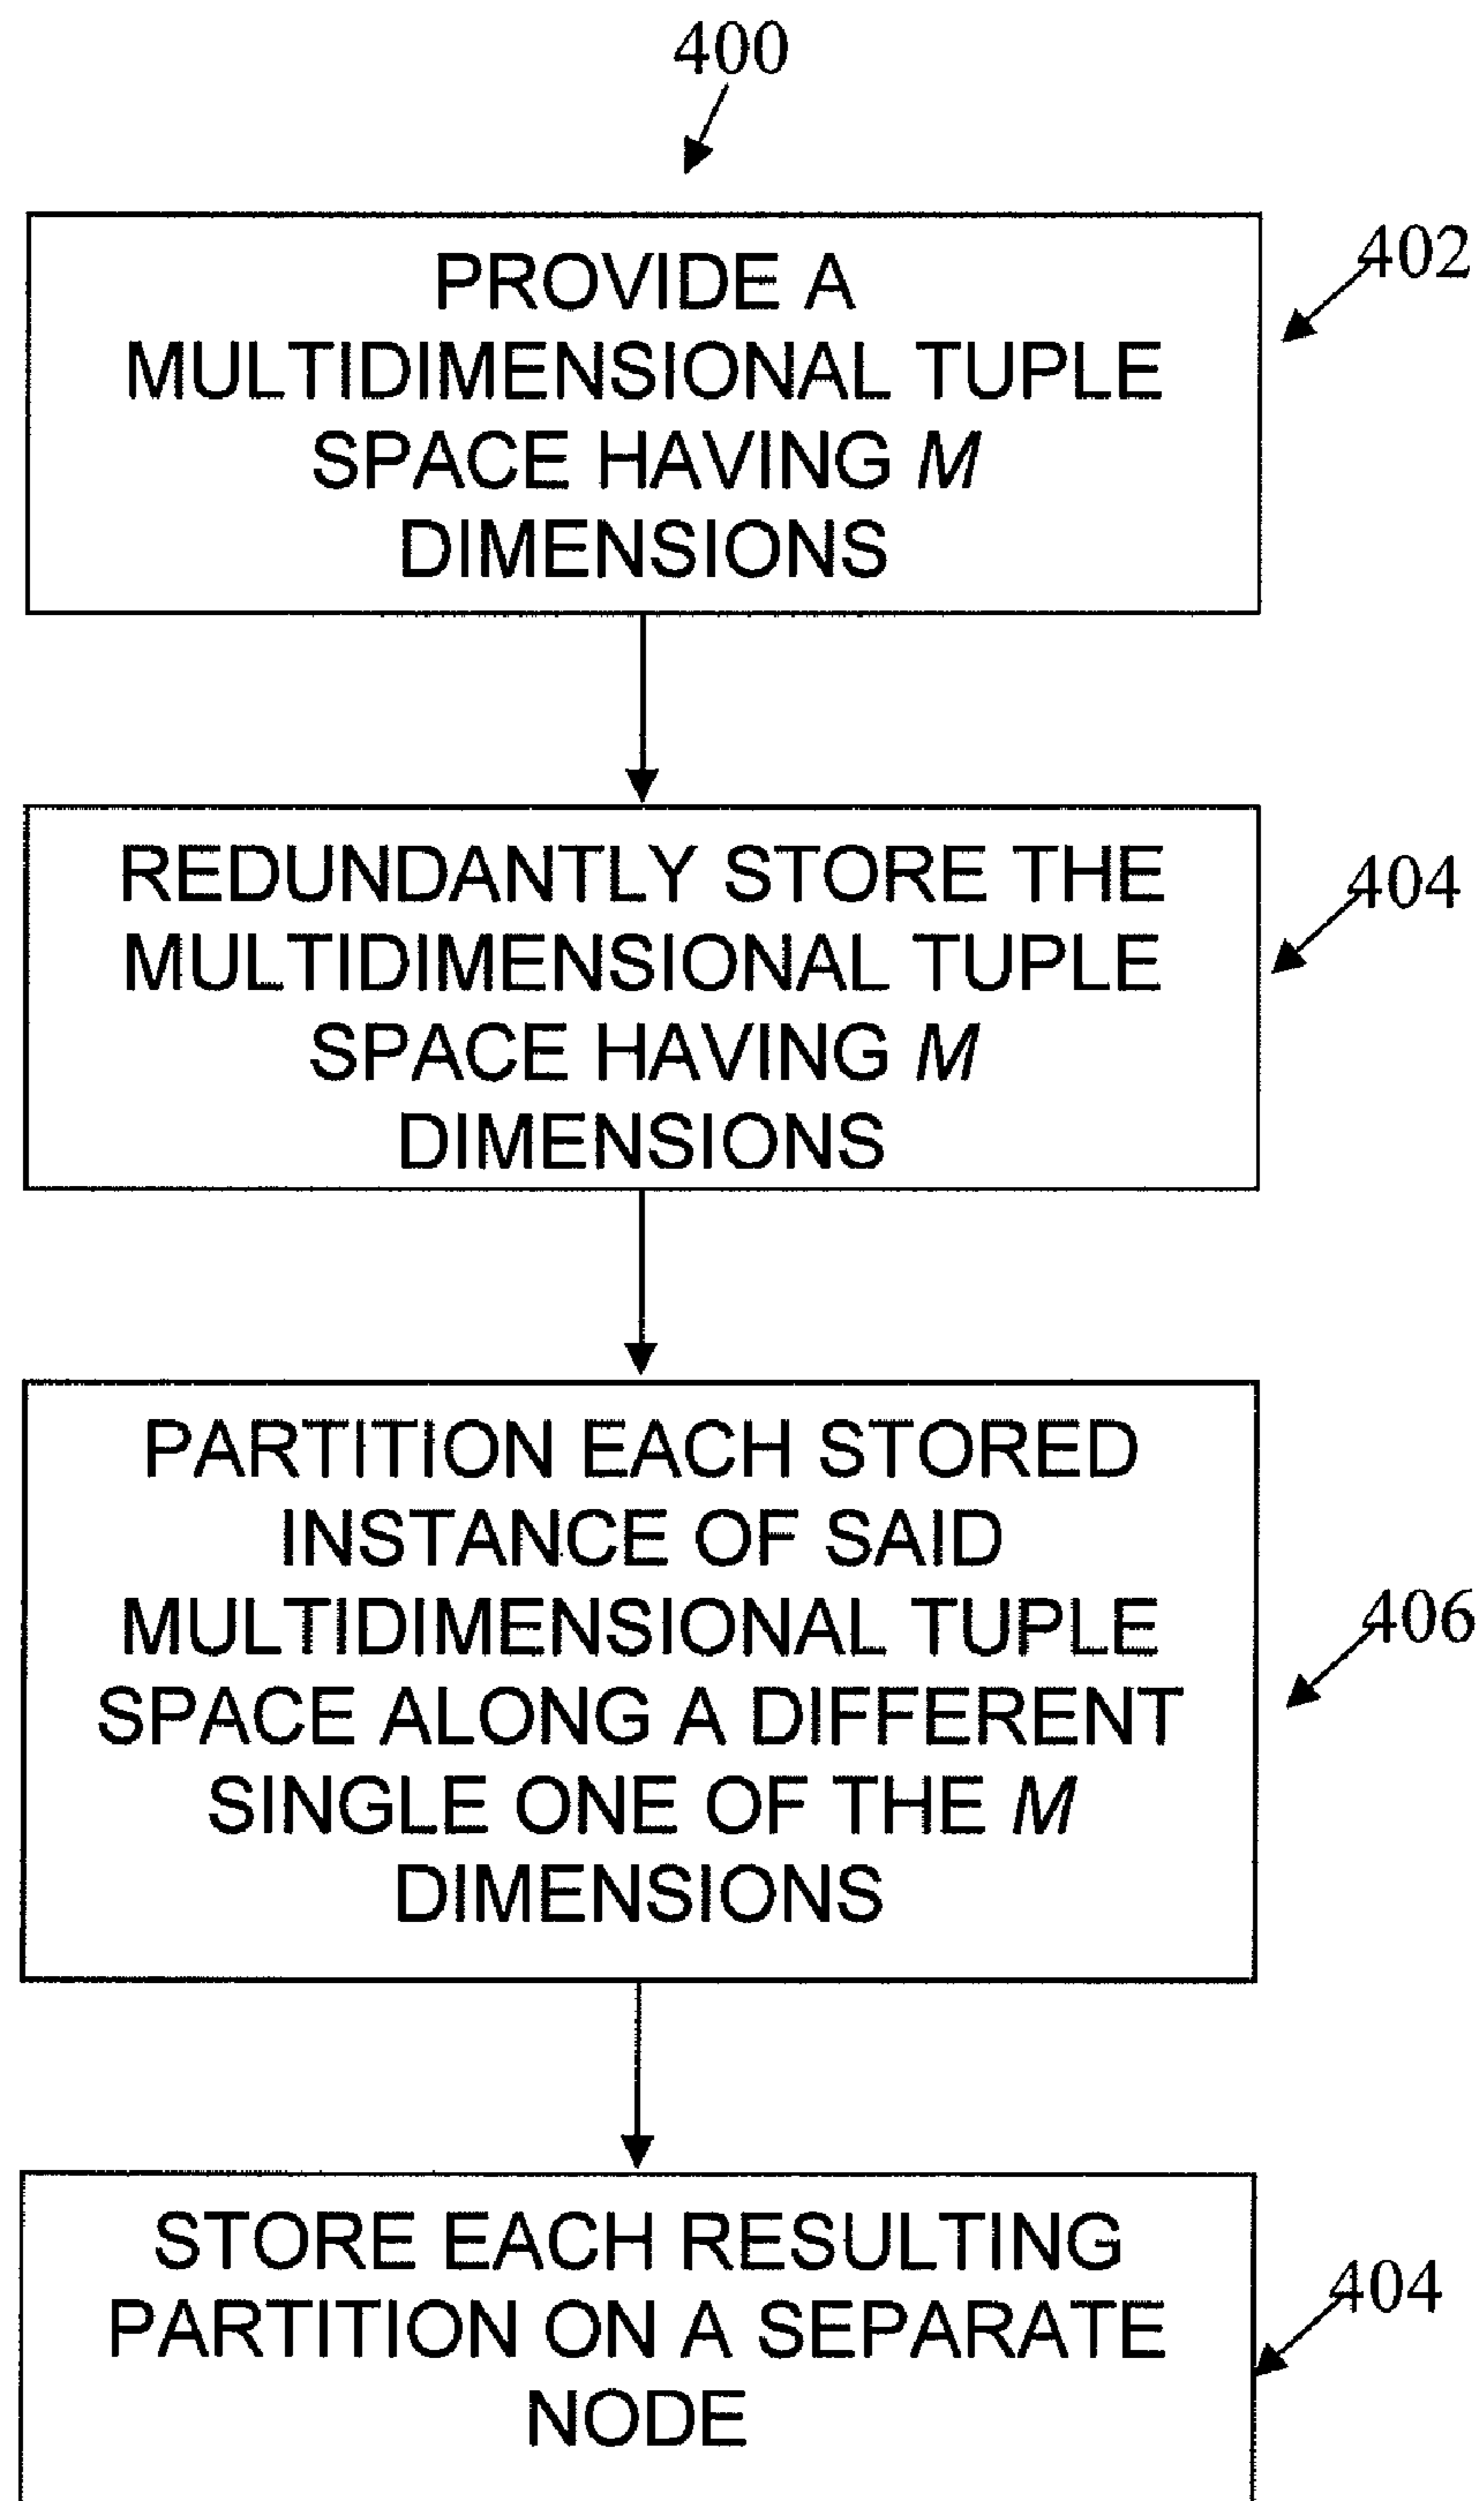 400
PROVIDE A
402
MULTIDIMENSIONAL TUPLE
SPACE HAVING M
DIMENSIONS
REDUNDANTLY STORE THE
404
MULTIDIMENSIONAL TUPLE
SPACE HAVING M
DIMENSIONS
PARTITION EACH STORED
INSTANCE OF SAID
MULTIDIMENSIONAL TUPLE
406
SPACE ALONG A DIFFERENT
SINGLE ONE OF THE M
DIMENSIONS
STORE EACH RESULTING
404
PARTITION ON A SEPARATE
NODE